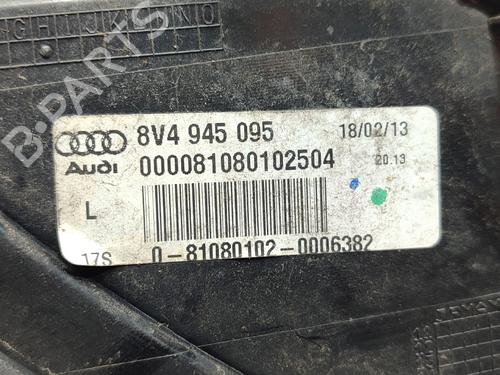 B-PARTS
8V4 945 095
18/02/13
Audi
000081080102504
20.13
L
17S
0-81080102-0006382